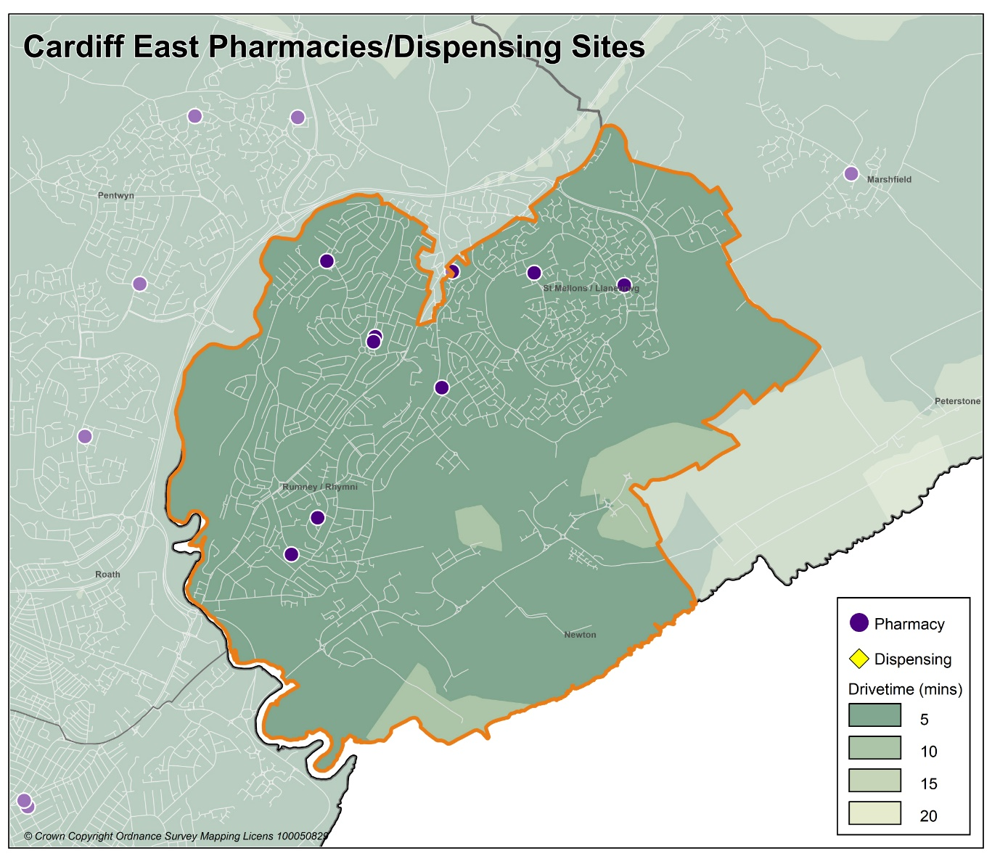 Cardiff East Pharmacies/Dispensing Sites
Marshfield
Pentwyn
St Mellons / Llaneurwg
Peterstone
Rumney / Rhymni
Roath
Newton
Pharmacy
Dispensing
Drivetime (mins)
5
10
15
20
© Crown Copyright Ordnance Survey Mapping Licens 100050829